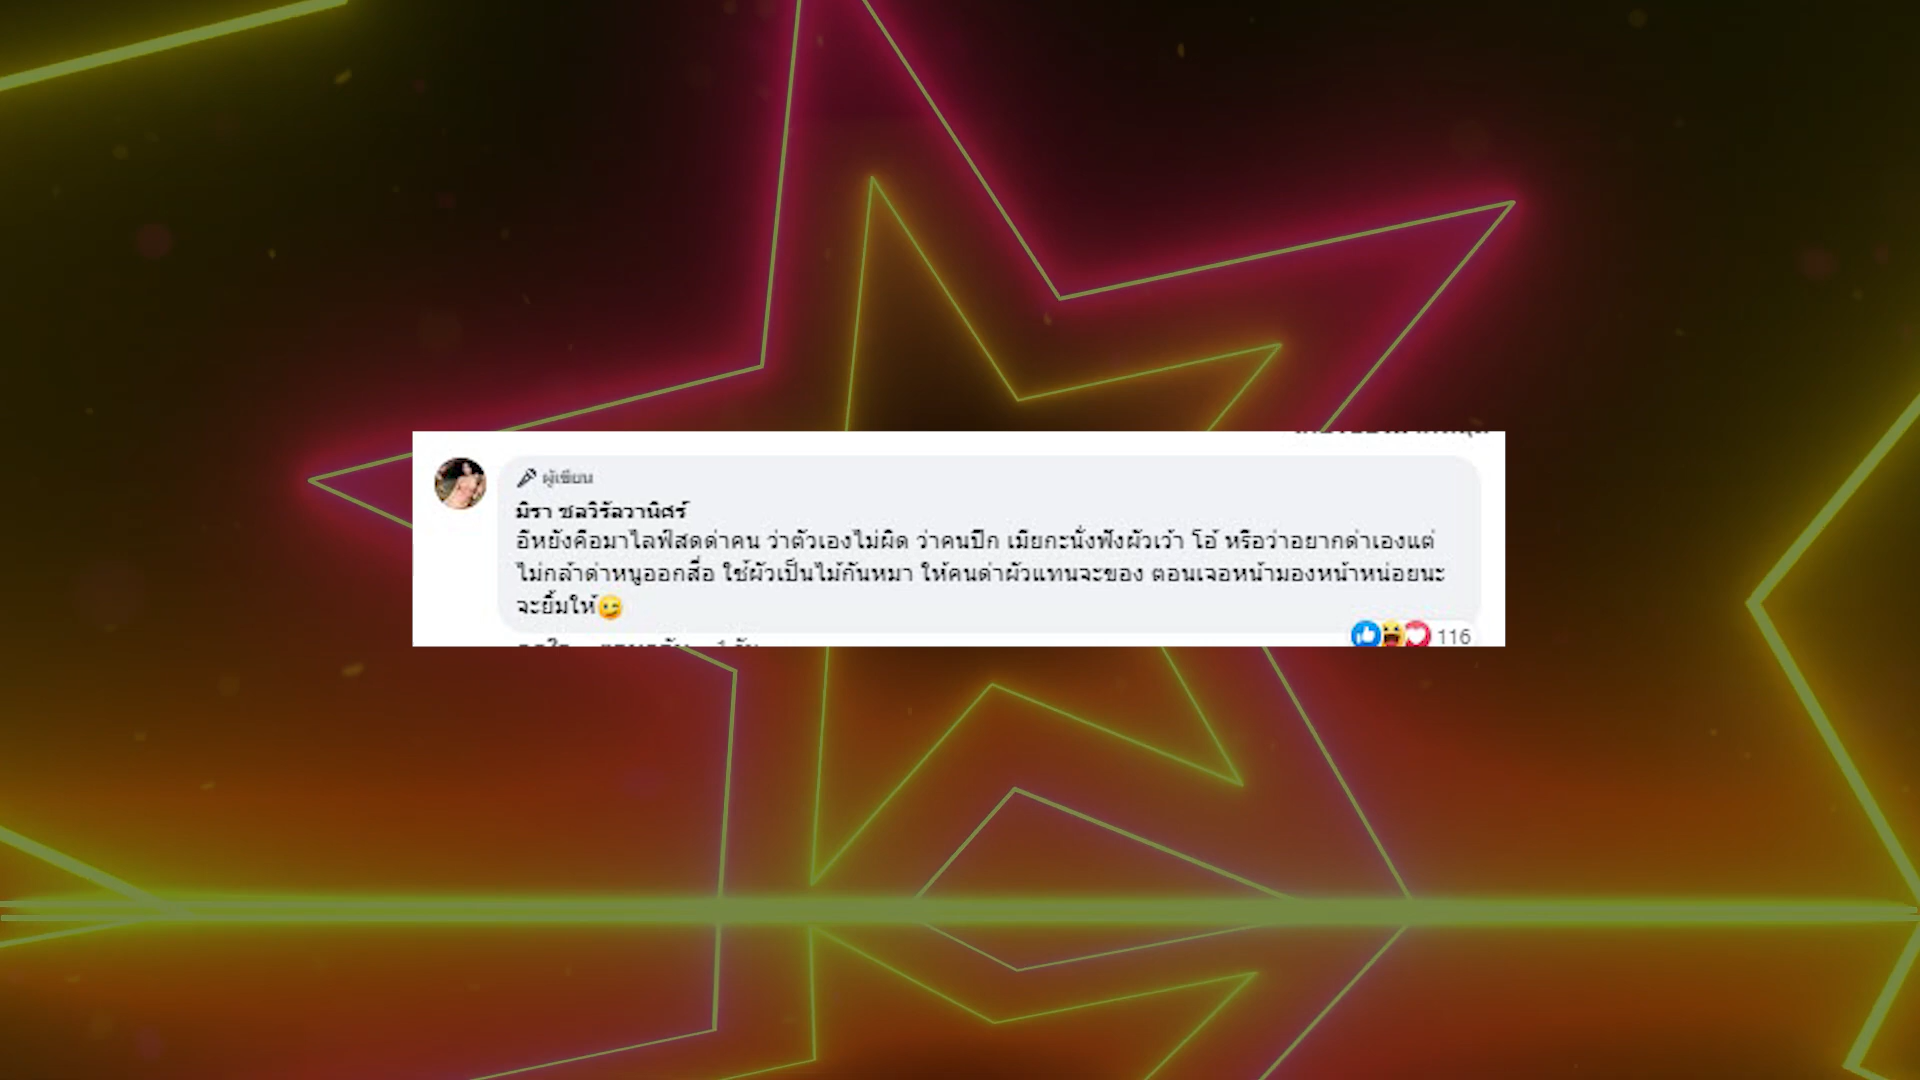 ผู้เขียน
มิรา ชลวิรัลวานิศร์
อีหยังคือมาไลฟ์สดด่าคน ว่าตัวเองไม่ผิด ว่าคนปึก เมียกะนั่งฟังผัวเว้า โอ้ หรือว่าอยากด่าเองแต่
ไม่กล้าด่าหนูออกสื่อ ใช้ผัวเป็นไม้กันหมา ให้คนด่าผัวแทนจะของ ตอนเจอหน้ามองหน้าหน่อยนะ
จะยิ้มให้
116